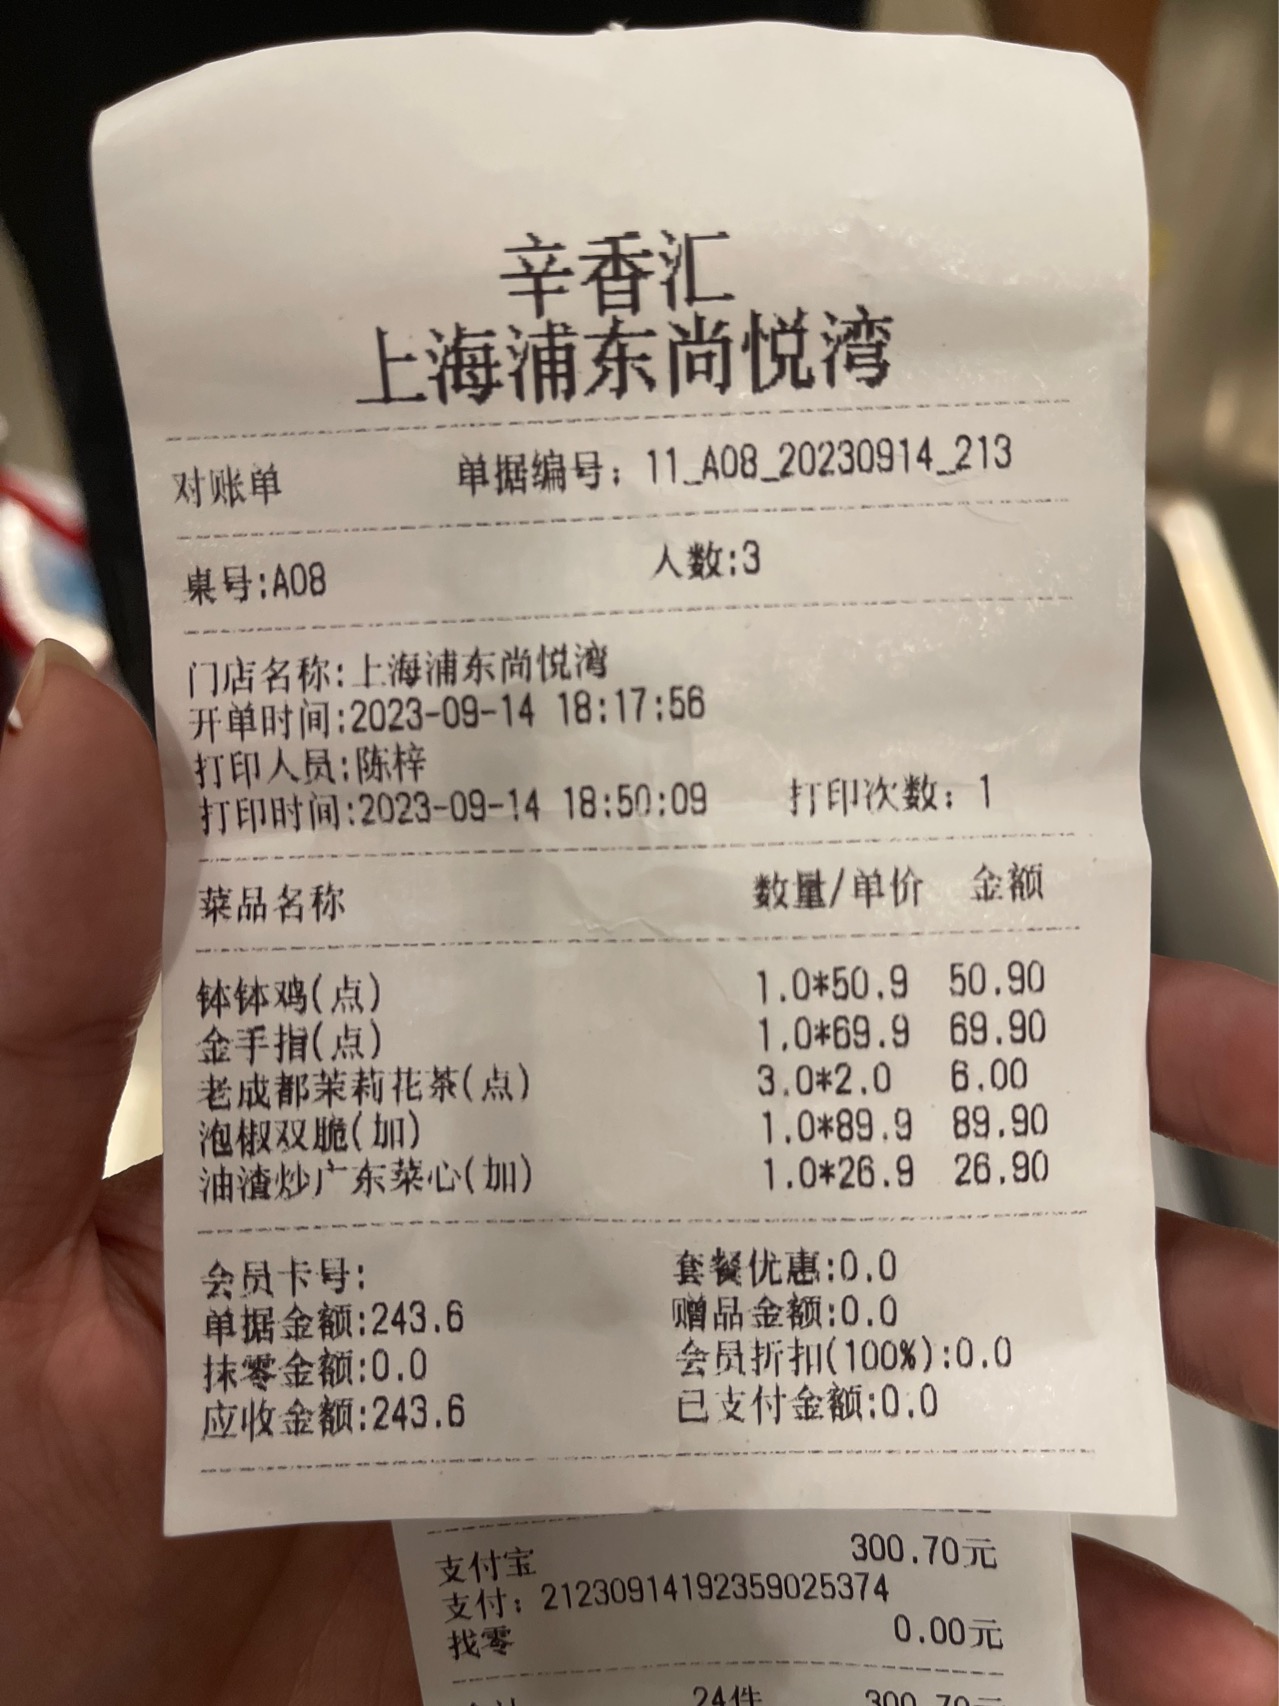 辛香汇
上海浦东尚悦湾
对账单 单据编号：11_A08_20230914_213
桌号:A08 人数:3
门店名称:上海浦东尚悦湾
开单时间:2023-09-14 18:17:56
打印人员:陈梓
打印时间:2023-09-14 18:50:09 打印次数：1
菜品名称 数量/单价 金额
钵钵鸡(点) 1.0*50.9 50.90
金手指(点) 1.0*69.9 69.90
老成都茉莉花茶(点) 3.0*2.0 6.00
泡椒双脆(加) 1.0*89.9 89.90
油渣炒广东菜心(加) 1.0*26.9 26.90
会员卡号: 套餐优惠:0.0
单据金额:243.6 赠品金额:0.0
抹零金额:0.0 会员折扣(100%):0.0
应收金额:243.6 已支付金额:0.0
支付宝 300.70元
支付：21230914192359025374
找零 0.00元
24件 300.70元